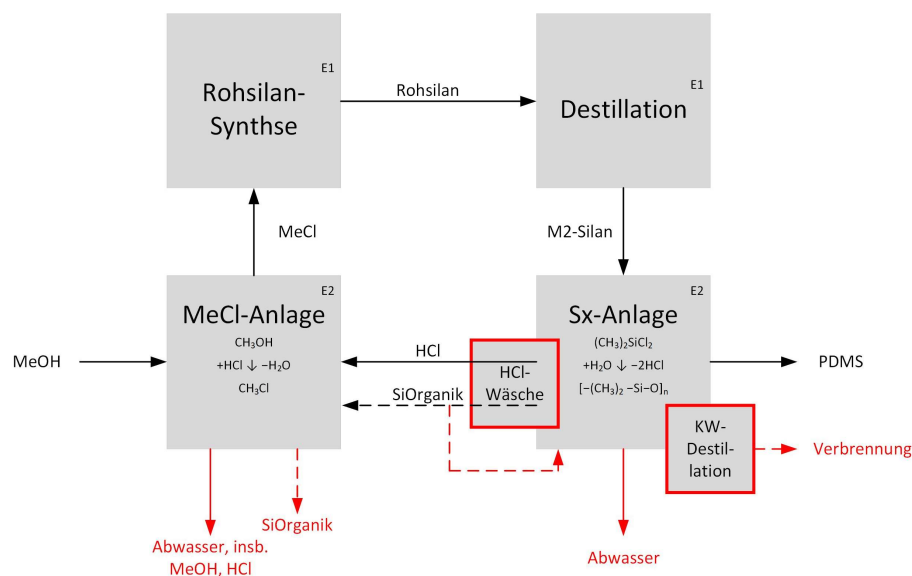 E1
Rohsilan-
Synthse
Rohsilan
E1
Destillation
MeCl
M2-Silan
E2
MeCl-Anlage
CH₃OH
+HCl ↓ −H₂O
CH₃Cl
E2
Sx-Anlage
(CH₃)₂SiCl₂
+H₂O ↓ −2HCl
[−(CH₃)₂ −Si−O]ₙ
MeOH
HCl
HCl-
Wäsche
SiOrganik
PDMS
KW-
Destil-
lation
Verbrennung
SiOrganik
Abwasser, insb.
MeOH, HCl
Abwasser